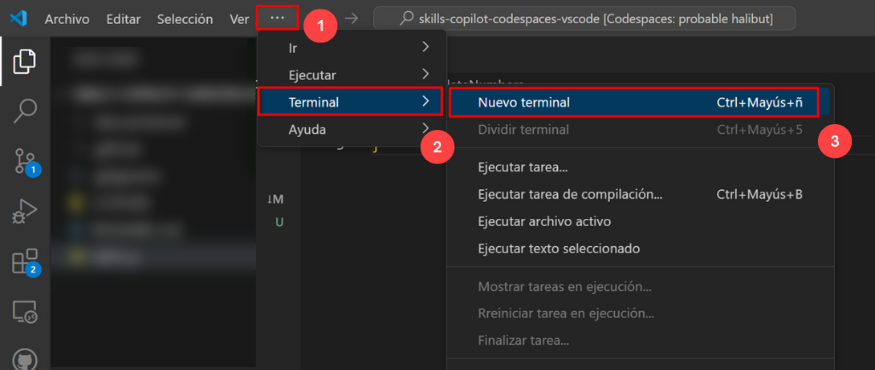 Archivo Editar Selección Ver ... skills-copilot-codespaces-vscode [Codespaces: probable halibut]
1
Ir
Ejecutar
Terminal
Ayuda
2
Nuevo terminal Ctrl+Mayús+ñ
Dividir terminal Ctrl+Mayús+5
3
Ejecutar tarea...
Ejecutar tarea de compilación... Ctrl+Mayús+B
Ejecutar archivo activo
Ejecutar texto seleccionado
Mostrar tareas en ejecución...
Rreiniciar tarea en ejecución...
Finalizar tarea...
1
2
U